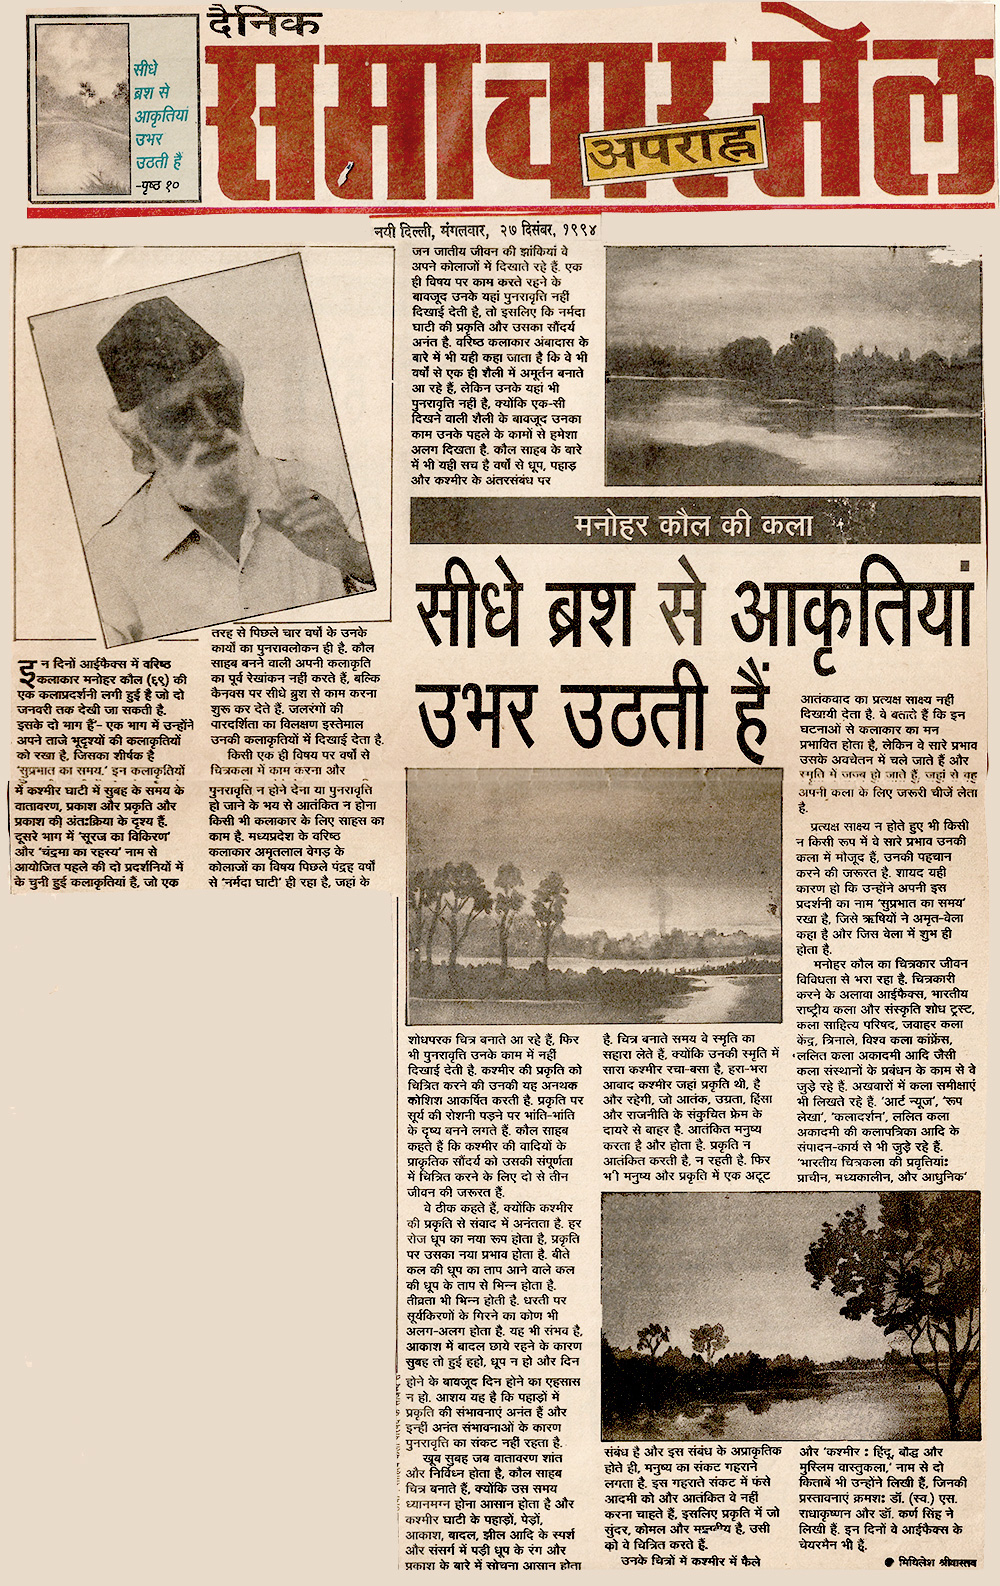 सीधे
ब्रश से
आकृतियां
उभर
उठती हैं
-पृष्ठ १०
दैनिक
समाचार मेल
अपराह्न
नयी दिल्ली, मंगलवार, २७ दिसंबर, १९९४
मनोहर कौल की कला
सीधे ब्रश से आकृतियां
उभर उठती हैं
इन दिनों आईफैक्स में वरिष्ठ
कलाकार मनोहर कौल (६९) की
एक कलाप्रदर्शनी लगी हुई है जो दो
जनवरी तक देखी जा सकती है.
इसके दो भाग हैं- एक भाग में उन्होंने
अपने ताजे भूदृश्यों की कलाकृतियों
को रखा है, जिसका शीर्षक है
'सुप्रभात का समय.' इन कलाकृतियों
में कश्मीर घाटी में सुबह के समय के
वातावरण, प्रकाश और प्रकृति और
प्रकाश की अंतःक्रिया के दृश्य हैं.
दूसरे भाग में 'सूरज का विकिरण'
और 'चंद्रमा का रहस्य' नाम से
आयोजित पहले की दो प्रदर्शनियों में
के चुनी हुई कलाकृतियां है, जो एक
तरह से पिछले चार वर्षों के उनके
कार्यों का पुनरावलोकन ही है. कौल
साहब बनने वाली अपनी कलाकृति
का पूर्व रेखांकन नहीं करते हैं, बल्कि
कैनवस पर सीधे ब्रुश से काम करना
शुरू कर देते हैं. जलरंगों की
पारदर्शिता का विलक्षण इस्तेमाल
उनकी कलाकृतियों में दिखाई देता है.
किसी एक ही विषय पर वर्षों से
चित्रकला में काम करना और
पुनरावृत्ति न होने देना या पुनरावृत्ति
हो जाने के भय से आतंकित न होना
किसी भी कलाकार के लिए साहस का
काम है. मध्यप्रदेश के वरिष्ठ
कलाकार अमृतलाल वेगड़ के
कोलाजों का विषय पिछले पंद्रह वर्षों
से 'नर्मदा घाटी' ही रहा है, जहां के
जन जातीय जीवन की झांकियां वे
अपने कोलाजों में दिखाते रहे हैं. एक
ही विषय पर काम करते रहने के
बावजूद उनके यहां पुनरावृत्ति नहीं
दिखाई देती है, तो इसलिए कि नर्मदा
घाटी की प्रकृति और उसका सौंदर्य
अनंत है. वरिष्ठ कलाकार अंबादास के
बारे में भी यही कहा जाता है कि वे भी
वर्षों से एक ही शैली में अमूर्तन बनाते
आ रहे हैं, लेकिन उनके यहां भी
पुनरावृत्ति नहीं है, क्योंकि एक-सी
दिखने वाली शैली के बावजूद उनका
काम उनके पहले के कामों से हमेशा
अलग दिखता है. कौल साहब के बारे
में भी यही सच है वर्षों से धूप, पहाड़
और कश्मीर के अंतरसंबंध पर
शोधपरक चित्र बनाते आ रहे हैं, फिर
भी पुनरावृत्ति उनके काम में नहीं
दिखाई देती है. कश्मीर की प्रकृति को
चित्रित करने की उनकी यह अनथक
कोशिश आकर्षित करती है. प्रकृति पर
सूर्य की रोशनी पड़ने पर भांति-भांति
के दृष्य बनने लगते हैं. कौल साहब
कहते हैं कि कश्मीर की वादियों के
प्राकृतिक सौंदर्य को उसकी संपूर्णता
में चित्रित करने के लिए दो से तीन
जीवन की जरूरत हैं.
वे ठीक कहते हैं, क्योंकि कश्मीर
की प्रकृति से संवाद में अनंतता है. हर
रोज धूप का नया रूप होता है, प्रकृति
पर उसका नया प्रभाव होता है. बीते
कल की धूप का ताप आने वाले कल
की धूप के ताप से भिन्न होता है.
तीव्रता भी भिन्न होती है. धरती पर
सूर्यकिरणों के गिरने का कोण भी
अलग-अलग होता है. यह भी संभव है,
आकाश में बादल छाये रहने के कारण
सुबह तो हुई हहो, धूप न हो और दिन
होने के बावजूद दिन होने का एहसास
न हो. आशय यह है कि पहाड़ों में
प्रकृति की संभावनाएं अनंत हैं और
इन्हीं अनंत संभावनाओं के कारण
पुनरावृत्ति का संकट नहीं रहता है.
खूब सुबह जब वातावरण शांत
और निर्विघ्न होता है, कौल साहब
चित्र बनाते हैं, क्योंकि उस समय
ध्यानमग्न होना आसान होता है और
कश्मीर घाटी के पहाड़ों, पेड़ों,
आकाश, बादल, झील आदि के स्पर्श
और संसर्ग में पड़ी धूप के रंग और
प्रकाश के बारे में सोचना आसान होता
है. चित्र बनाते समय वे स्मृति का
सहारा लेते हैं, क्योंकि उनकी स्मृति में
सारा कश्मीर रचा-बसा है, हरा-भरा
आबाद कश्मीर जहां प्रकृति थी, है
और रहेगी, जो आतंक, उग्रता, हिंसा
और राजनीति के संकुचित फ्रेम के
दायरे से बाहर है. आतंकित मनुष्य
करता है और होता है. प्रकृति न
आतंकित करती है, न रहती है. फिर
भी मनुष्य और प्रकृति में एक अटूट
संबंध है और इस संबंध के अप्राकृतिक
होते ही, मनुष्य का संकट गहराने
लगता है. इस गहराते संकट में फंसे
आदमी को और आतंकित वे नहीं
करना चाहते हैं, इसलिए प्रकृति में जो
सुंदर, कोमल और है, उसी
को वे चित्रित करते हैं.
उनके चित्रों में कश्मीर में फैले
आतंकवाद का प्रत्यक्ष साक्ष्य नहीं
दिखायी देता है. वे बताते हैं कि इन
घटनाओं से कलाकार का मन
प्रभावित होता है, लेकिन वे सारे प्रभाव
उसके अवचेतन में चले जाते हैं और
स्मृति में जज्ब हो जाते हैं, जहां से वह
अपनी कला के लिए जरूरी चीजें लेता
है.
प्रत्यक्ष साक्ष्य न होते हुए भी किसी
न किसी रूप में वे सारे प्रभाव उनकी
कला में मौजूद हैं, उनकी पहचान
करने की जरूरत है. शायद यही
कारण हो कि उन्होंने अपनी इस
प्रदर्शनी का नाम 'सुप्रभात का समय'
रखा है, जिसे ऋषियों ने अमृत-वेला
कहा है और जिस वेला में शुभ ही
होता है.
मनोहर कौल का चित्रकार जीवन
विविधता से भरा रहा है. चित्रकारी
करने के अलावा आईफैक्स, भारतीय
राष्ट्रीय कला और संस्कृति शोध ट्रस्ट,
कला साहित्य परिषद, जवाहर कला
केंद्र, त्रिनाले, विश्व कला कांफ्रेंस,
ललित कला अकादमी आदि जैसी
कला संस्थानों के प्रबंधन के काम से वे
जुड़े रहे हैं. अखबारों में कला समीक्षाएं
भी लिखते रहे हैं. 'आर्ट न्यूज', 'रूप
लेखा', 'कलादर्शन', ललित कला
अकादमी की कलापत्रिका आदि के
संपादन-कार्य से भी जुड़े रहे हैं.
'भारतीय चित्रकला की प्रवृत्तियां:
प्राचीन, मध्यकालीन, और आधुनिक'
और 'कश्मीर : हिंदू, बौद्ध और
मुस्लिम वास्तुकला,' नाम से दो
किताबें भी उन्होंने लिखी हैं, जिनकी
प्रस्तावनाएं क्रमश: डॉ. (स्व.) एस.
राधाकृष्णन और डॉ. कर्ण सिंह ने
लिखी हैं. इन दिनों वे आईफैक्स के
चेयरमैन भी हैं.
● मिथिलेश श्रीवास्तव